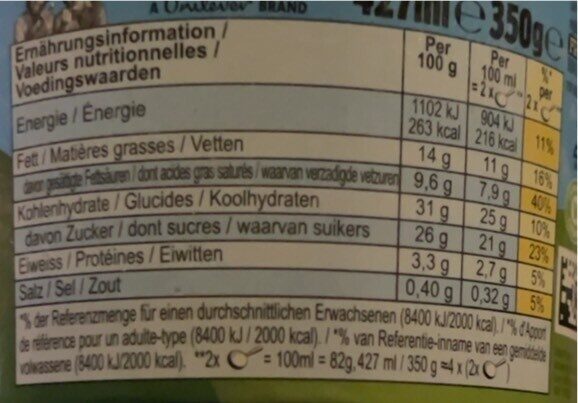 A Unilever BRAND
427ml e 350g e
Ernährungsinformation / Per Per %*
Valeurs nutritionnelles / 100 g 100 ml per
Voedingswaarden = 2 x ** 2 x
Energie / Énergie 1102 kJ 904 kJ
263 kcal 216 kcal 11%
Fett / Matières grasses / Vetten 14 g 11 g 16%
davon gesättigte Fettsäuren / dont acides gras saturés / waarvan verzadigde vetzuren 9,6 g 7,9 g 40%
Kohlenhydrate / Glucides / Koolhydraten 31 g 25 g 10%
davon Zucker / dont sucres / waarvan suikers 26 g 21 g 23%
Eiweiss / Protéines / Eiwitten 3,3 g 2,7 g 5%
Salz / Sel / Zout 0,40 g 0,32 g 5%
*% der Referenzmenge für einen durchschnittlichen Erwachsenen (8400 kJ/2000 kcal). / *% d'Apport
de référence pour un adulte-type (8400 kJ / 2000 kcal). / *% van Referentie-inname van een gemiddelde
volwassene (8400 kJ/2000 kcal). **2x = 100ml = 82g, 427 ml / 350 g ≈4 x (2x )